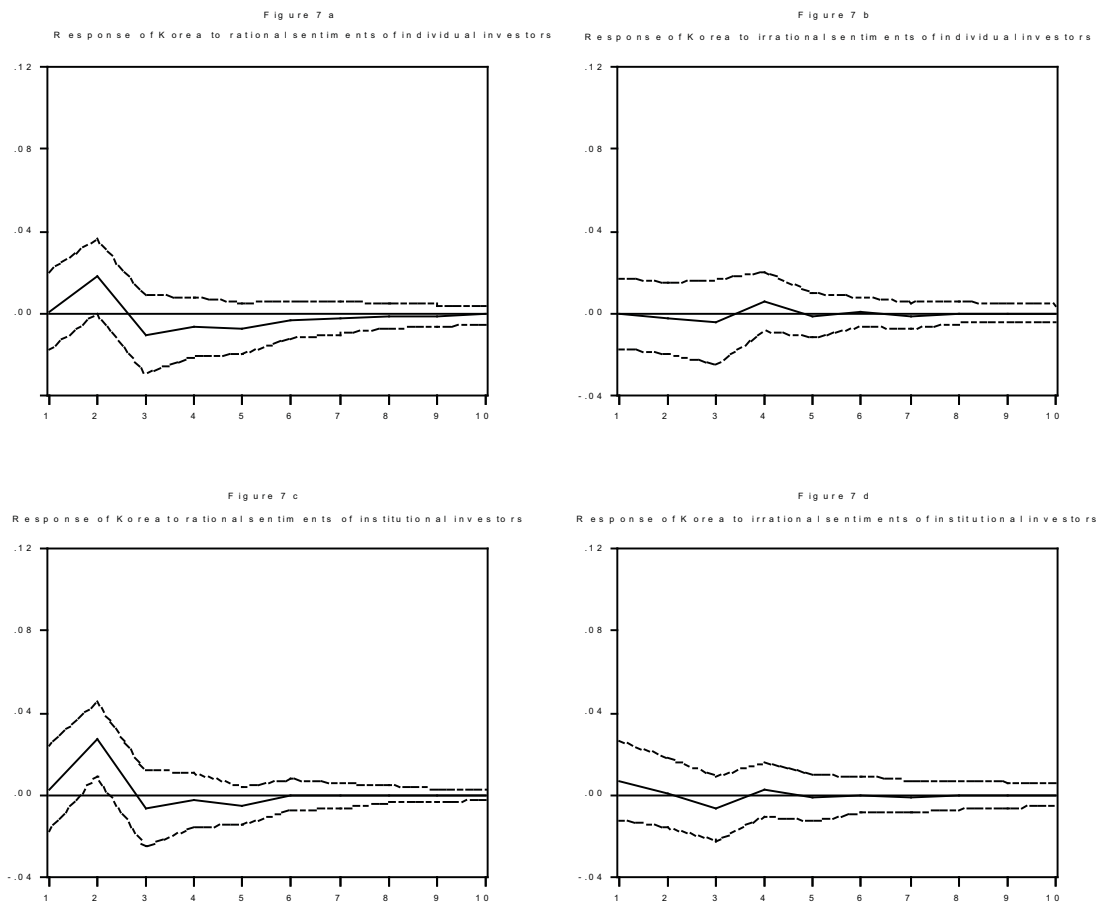 Figure 7a
Response of Korea to rational sentiments of individual investors
.12
.08
.04
.00
1 2 3 4 5 6 7 8 9 10
Figure 7b
Response of Korea to irrational sentiments of individual investors
.12
.08
.04
.00
-.04
1 2 3 4 5 6 7 8 9 10
Figure 7c
Response of Korea to rational sentiments of institutional investors
.12
.08
.04
.00
-.04
1 2 3 4 5 6 7 8 9 10
Figure 7d
Response of Korea to irrational sentiments of institutional investors
.12
.08
.04
.00
-.04
1 2 3 4 5 6 7 8 9 10